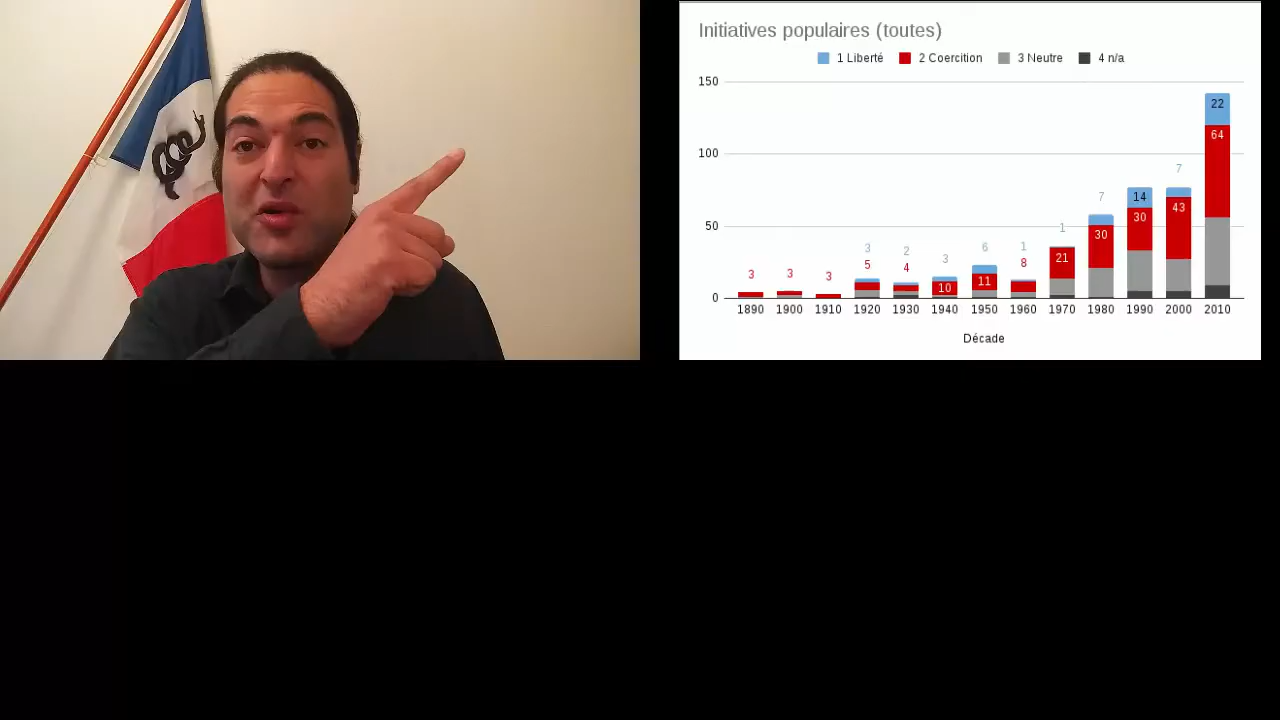 Initiatives populaires (toutes)
1 Liberté 2 Coercition 3 Neutre 4 n/a
150
100
50
0
3 3 3 3 5 2 4 3 10 6 11 1 8 1 21 7 30 14 30 7 43 22 64
1890 1900 1910 1920 1930 1940 1950 1960 1970 1980 1990 2000 2010
Décade